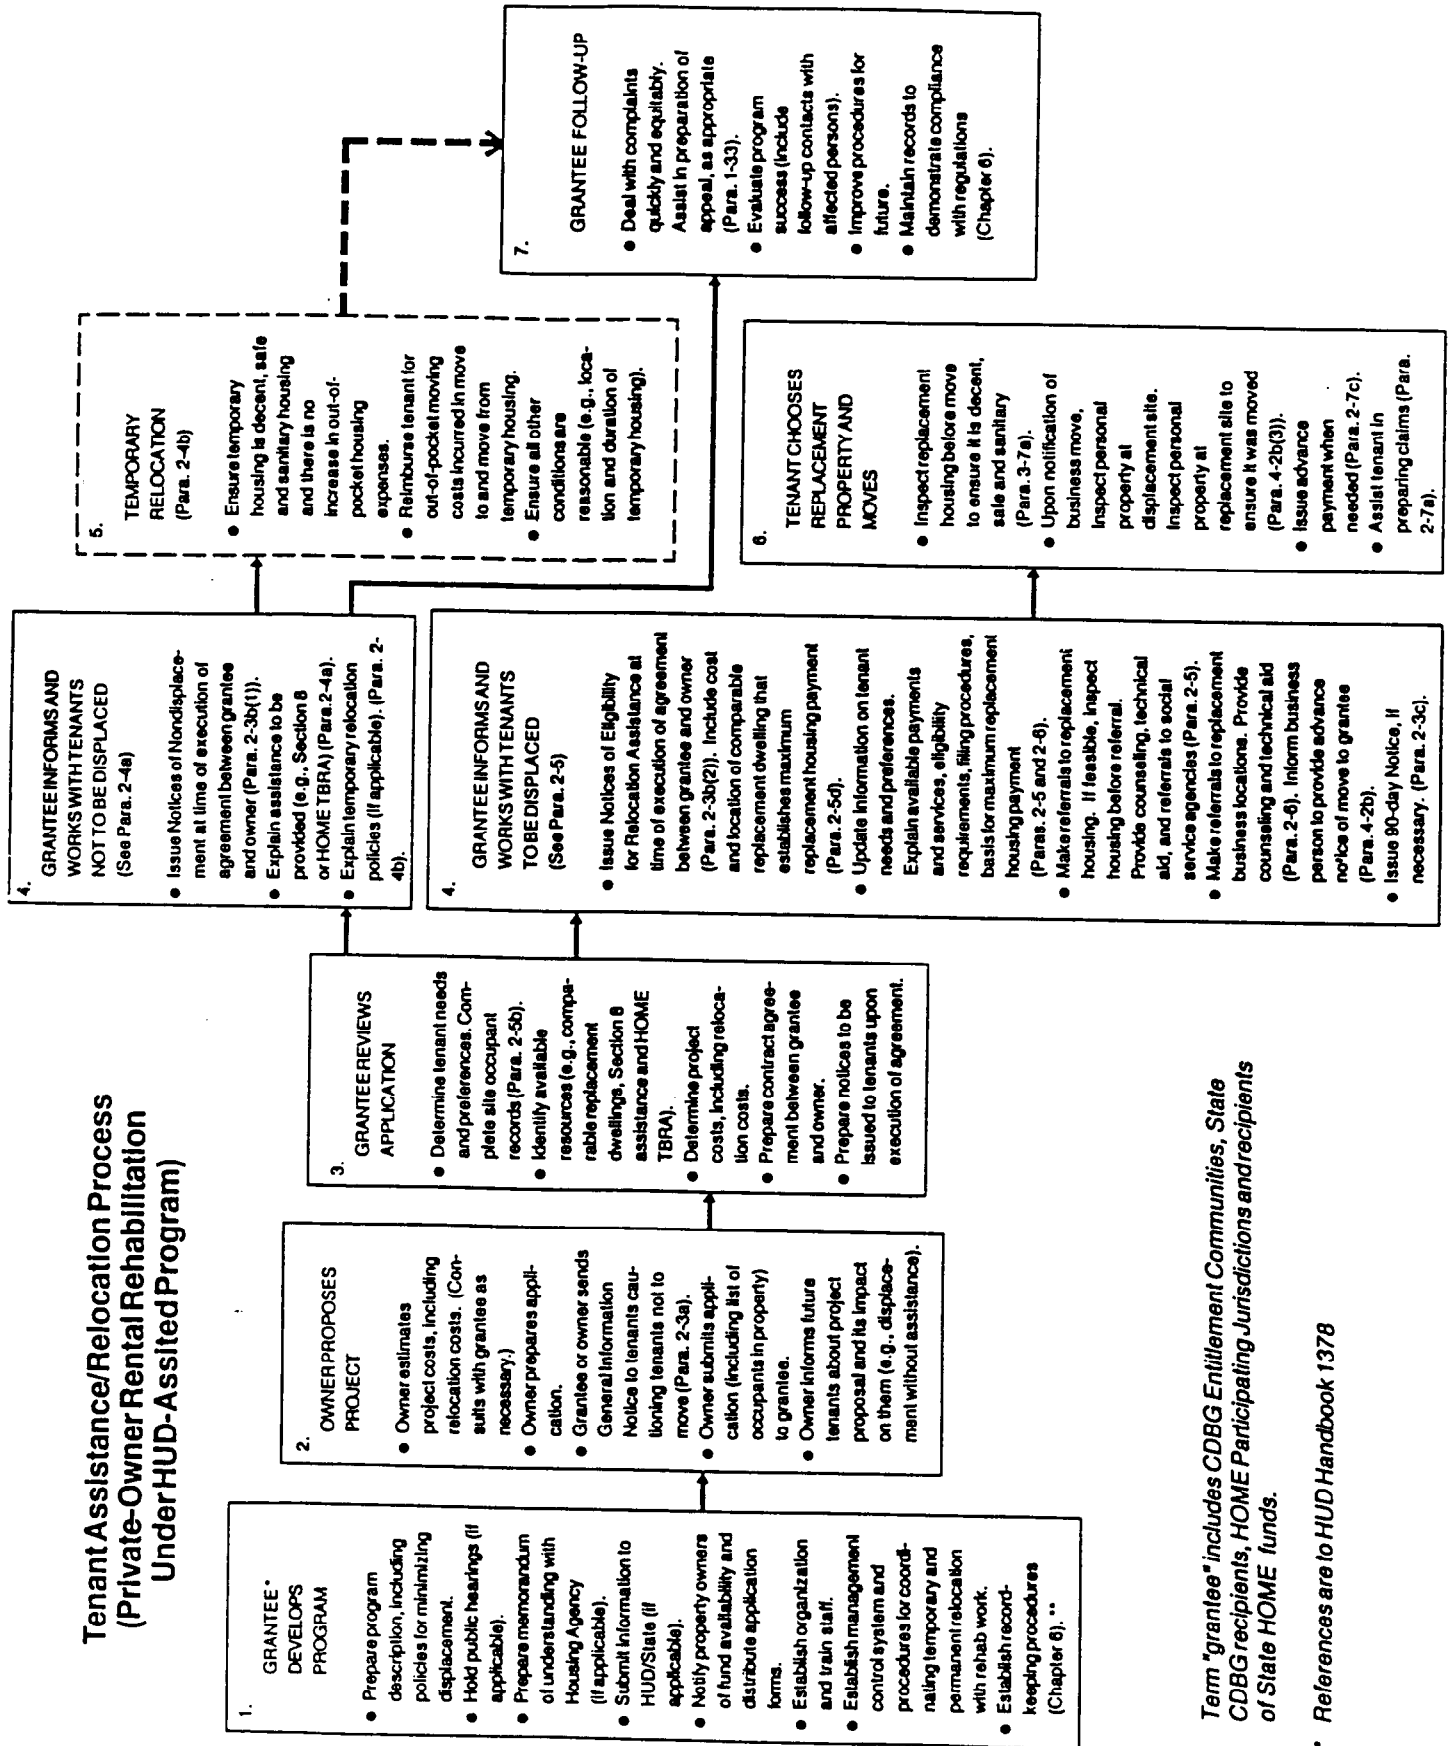 Tenant Assistance/Relocation Process
(Private-Owner Rental Rehabilitation
Under HUD-Assited Program)
1.
GRANTEE*
DEVELOPS
PROGRAM
● Prepare program
description, including
policies for minimizing
displacement.
● Hold public hearings (if
applicable).
● Prepare memorandum
of understanding with
Housing Agency
(if applicable).
● Submit information to
HUD/State (if
applicable).
● Notify property owners
of fund availability and
distribute application
forms.
● Establish organization
and train staff.
● Establish management
control system and
procedures for coordi-
nating temporary and
permanent relocation
with rehab work.
● Establish record-
keeping procedures
(Chapter 6). **
2.
OWNER PROPOSES
PROJECT
● Owner estimates
project costs, including
relocation costs. (Con-
sults with grantee as
necessary.)
● Owner prepares appli-
cation.
● Grantee or owner sends
General Information
Notice to tenants cau-
tioning tenants not to
move (Para. 2-3a).
● Owner submits appli-
cation (including list of
occupants in property)
to grantee.
● Owner informs future
tenants about project
proposal and its impact
on them (e.g., displace-
ment without assistance).
3.
GRANTEE REVIEWS
APPLICATION
● Determine tenant needs
and preferences. Com-
plete site occupant
records (Para. 2-5b).
● Identify available
resources (e.g., compa-
rable replacement
dwellings, Section 8
assistance and HOME
TBRA).
● Determine project
costs, including reloca-
tion costs.
● Prepare contract agree-
ment between grantee
and owner.
● Prepare notices to be
issued to tenants upon
execution of agreement.
4.
GRANTEE INFORMS AND
WORKS WITH TENANTS
NOT TO BE DISPLACED
(See Para. 2-4a)
● Issue Notices of Nondisplace-
ment at time of execution of
agreement between grantee
and owner (Para. 2-3b(1)).
● Explain assistance to be
provided (e.g., Section 8
or HOME TBRA) (Para. 2-4a).
● Explain temporary relocation
policies (if applicable). (Para. 2-
4b).
4.
GRANTEE INFORMS AND
WORKS WITH TENANTS
TO BE DISPLACED
(See Para. 2-5)
● Issue Notices of Eligibility
for Relocation Assistance at
time of execution of agreement
between grantee and owner
(Para. 2-3b(2)). Include cost
and location of comparable
replacement dwelling that
establishes maximum
replacement housing payment
(Para. 2-5d).
● Update Information on tenant
needs and preferences.
Explain available payments
and services, eligibility
requirements, filing procedures,
basis for maximum replacement
housing payment
(Paras. 2-5 and 2-6).
● Make referrals to replacement
housing. If feasible, inspect
housing before referral.
Provide counseling, technical
aid, and referrals to social
service agencies (Para. 2-5).
● Make referrals to replacement
business locations. Provide
counseling and technical aid
(Para. 2-6). Inform business
person to provide advance
notice of move to grantee
(Para. 4-2b).
● Issue 90-day Notice, if
necessary. (Para. 2-3c).
5.
TEMPORARY
RELOCATION
(Para. 2-4b)
● Ensure temporary
housing is decent, safe
and sanitary housing
and there is no
increase in out-of-
pocket housing
expenses.
● Reimburse tenant for
out-of-pocket moving
costs incurred in move
to and move from
temporary housing.
● Ensure all other
conditions are
reasonable (e.g., loca-
tion and duration of
temporary housing).
6.
TENANT CHOOSES
REPLACEMENT
PROPERTY AND
MOVES
● Inspect replacement
housing before move
to ensure it is decent,
safe and sanitary
(Para. 3-7a).
● Upon notification of
business move,
inspect personal
property at
displacement site.
Inspect personal
property at
replacement site to
ensure it was moved
(Para. 4-2b(3)).
● Issue advance
payment when
needed (Para. 2-7c).
● Assist tenant in
preparing claims (Para.
2-7a).
7.
GRANTEE FOLLOW-UP
● Deal with complaints
quickly and equitably.
Assist in preparation of
appeal, as appropriate
(Para. 1-33).
● Evaluate program
success (include
follow-up contacts with
affected persons).
● Improve procedures for
future.
● Maintain records to
demonstrate compliance
with regulations
(Chapter 6).
Term "grantee" includes CDBG Entitlement Communities, State
CDBG recipients, HOME Participating Jurisdictions and recipients
of State HOME funds.
* References are to HUD Handbook 1378